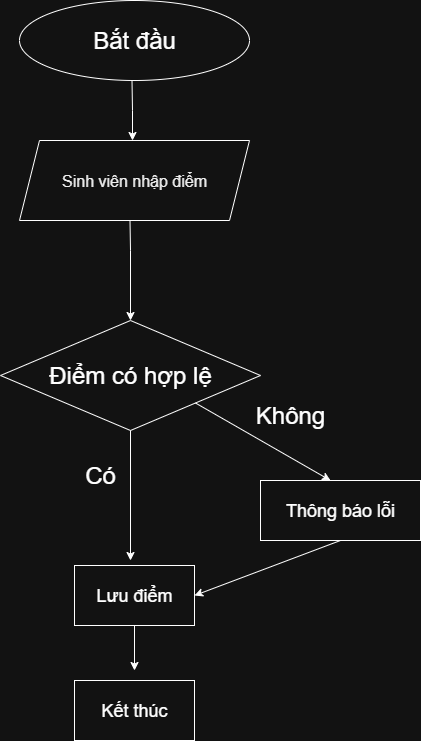 Bắt đầu
Sinh viên nhập điểm
Điểm có hợp lệ
Không
Có
Thông báo lỗi
Lưu điểm
Kết thúc